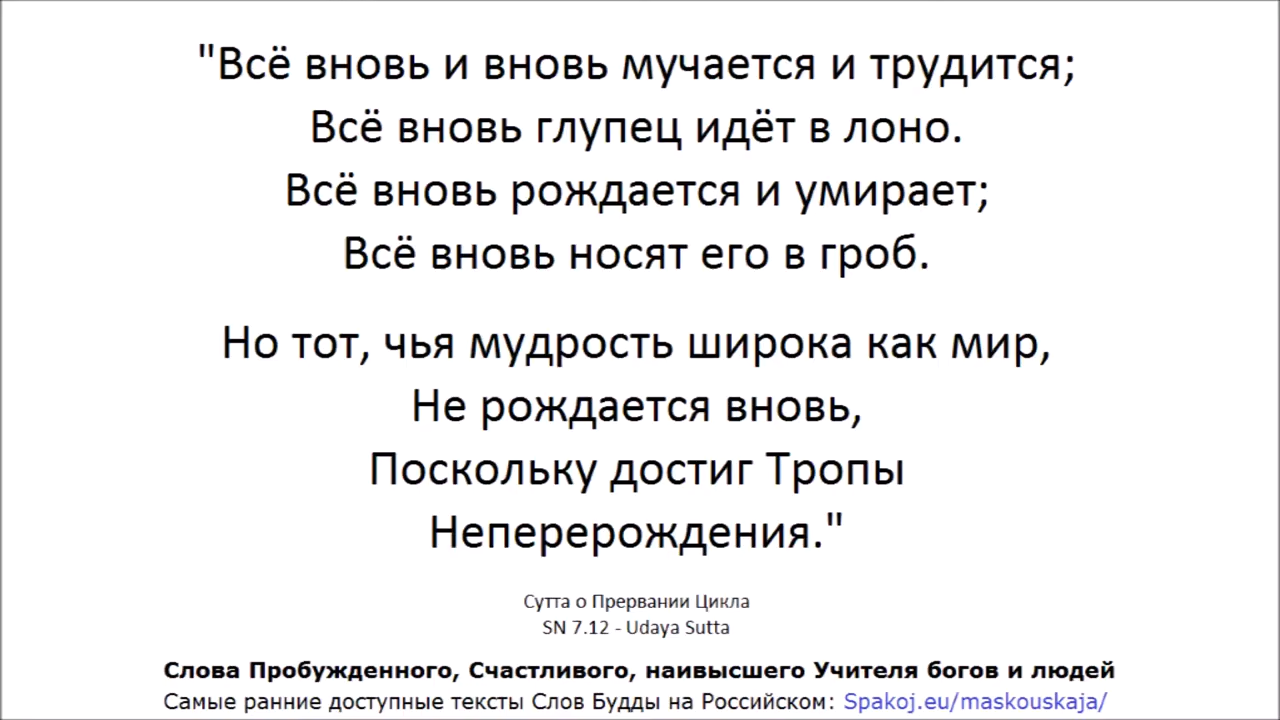 "Всё вновь и вновь мучается и трудится;
Всё вновь глупец идёт в лоно.
Всё вновь рождается и умирает;
Всё вновь носят его в гроб.
Но тот, чья мудрость широка как мир,
Не рождается вновь,
Поскольку достиг Тропы
Неперерождения."
Сутта о Прервании Цикла
SN 7.12 - Udaya Sutta
Слова Пробужденного, Счастливого, наивысшего Учителя богов и людей
Самые ранние доступные тексты Слов Будды на Российском: Spakoj.eu/maskouskaja/